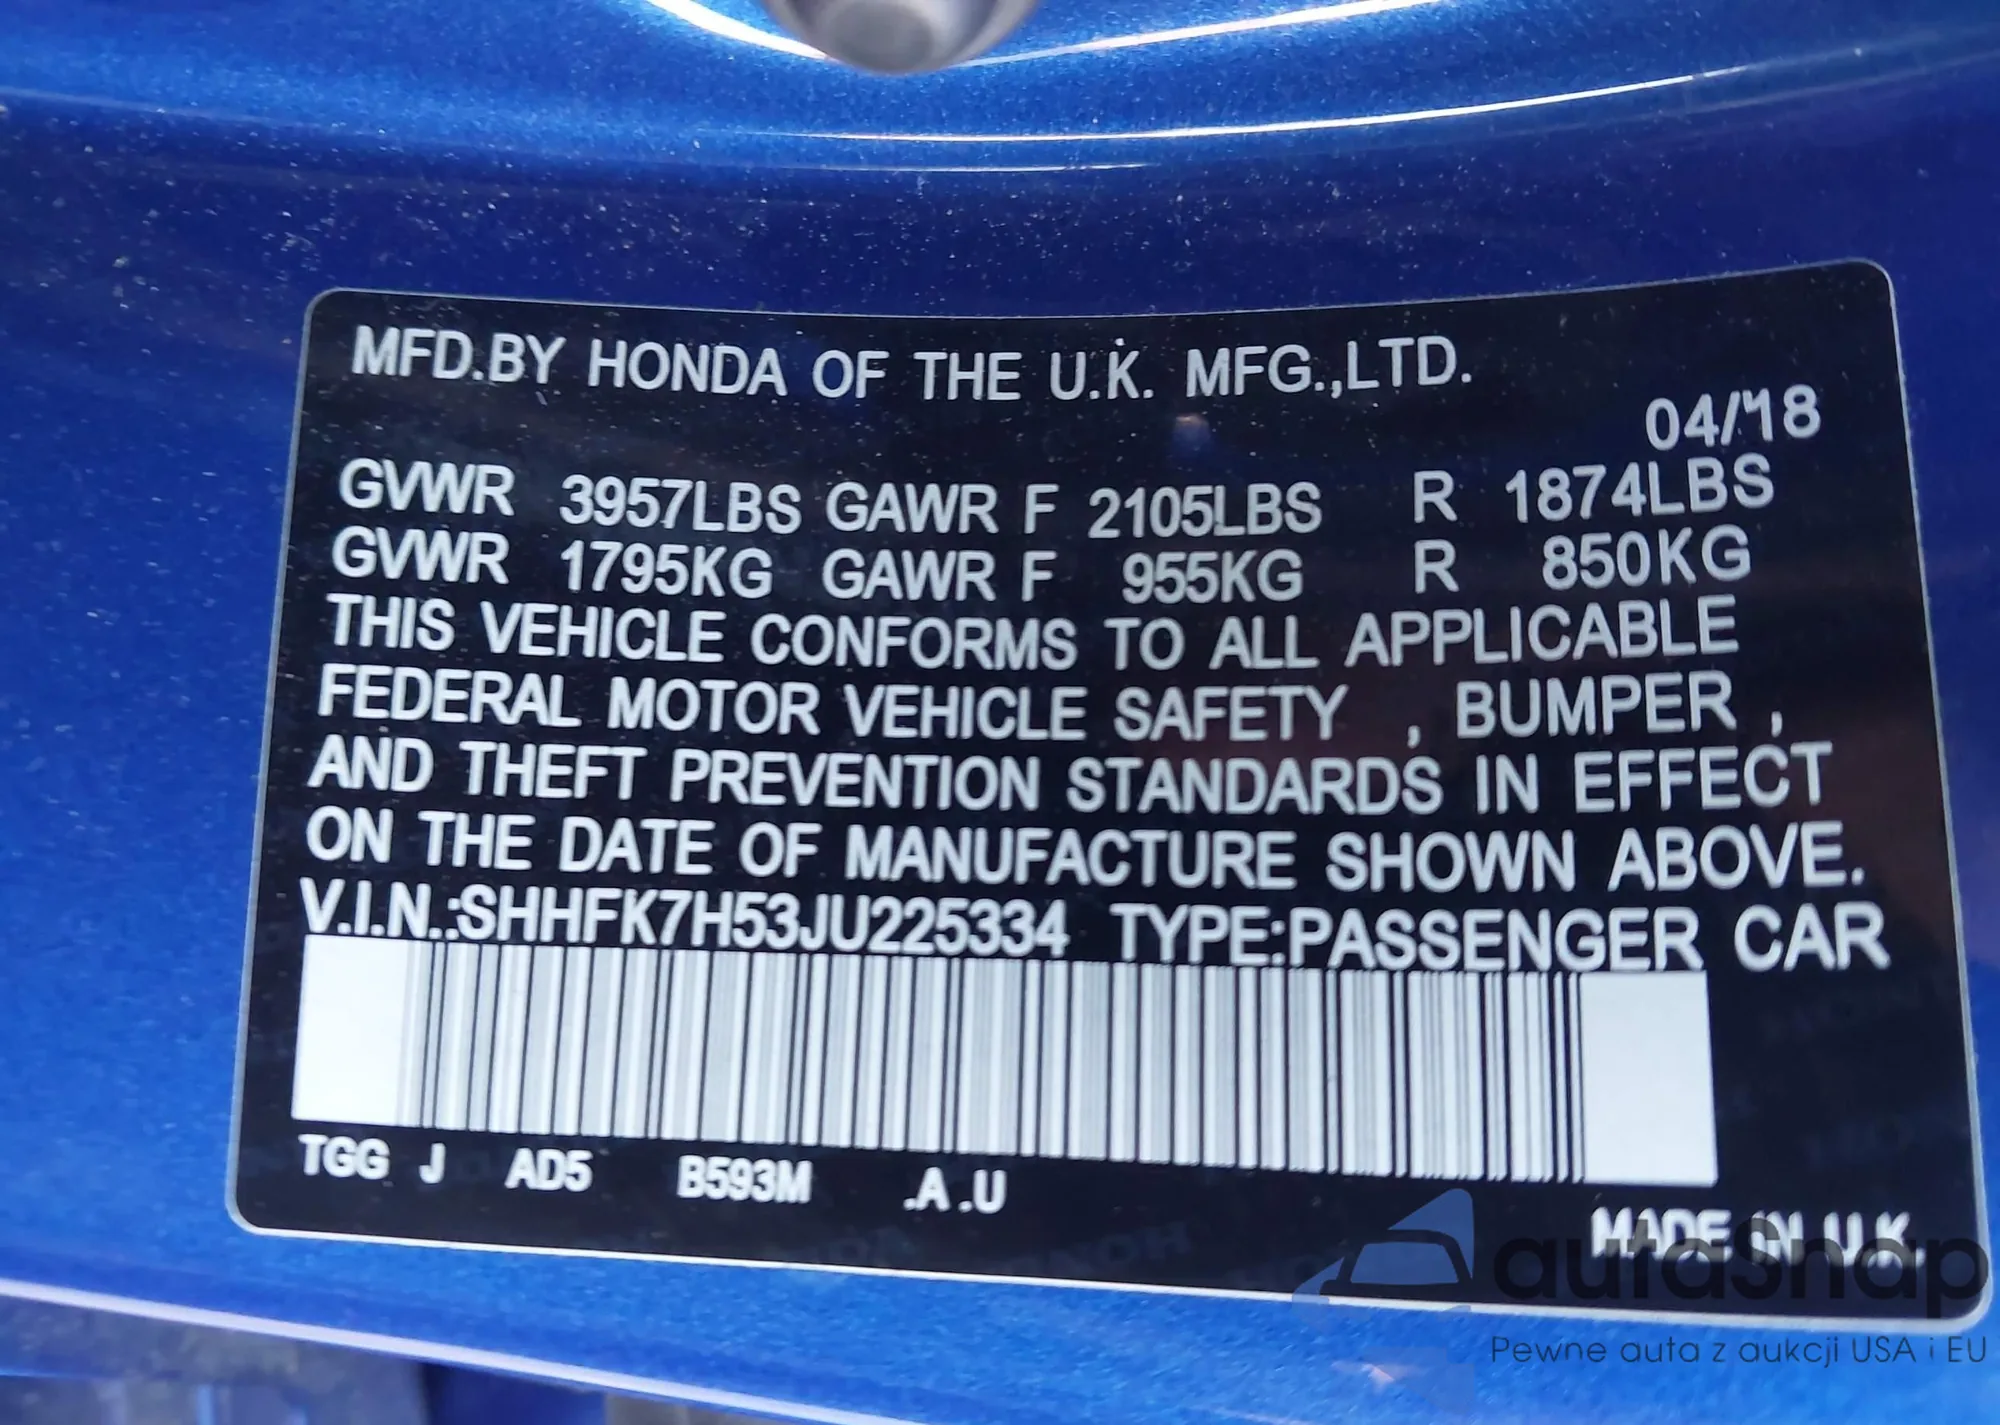 MFD.BY HONDA OF THE U.K. MFG.,LTD.
04/18
GVWR 3957LBS GAWR F 2105LBS R 1874LBS
GVWR 1795KG GAWR F 955KG R 850KG
THIS VEHICLE CONFORMS TO ALL APPLICABLE
FEDERAL MOTOR VEHICLE SAFETY , BUMPER ,
AND THEFT PREVENTION STANDARDS IN EFFECT
ON THE DATE OF MANUFACTURE SHOWN ABOVE.
V.I.N.:SHHFK7H53JU225334 TYPE:PASSENGER CAR
TGG J AD5 B593M .A .U
MADE IN U.K.
autaSnap
Pewne auta z aukcji USA i EU